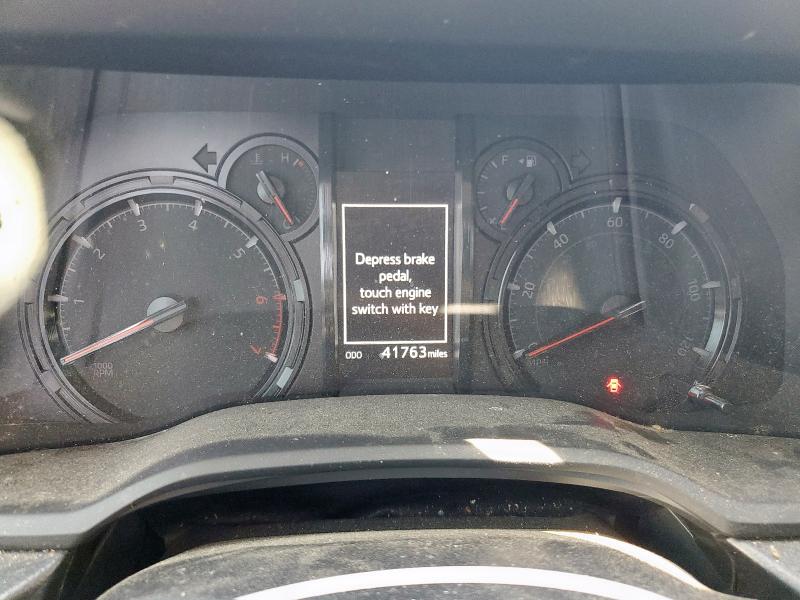 H
C
F
1
2
3
4
5
6
7
1000
RPM
Depress brake
pedal,
touch engine
switch with key
ODO 41763 miles
20
40
60
80
100
120